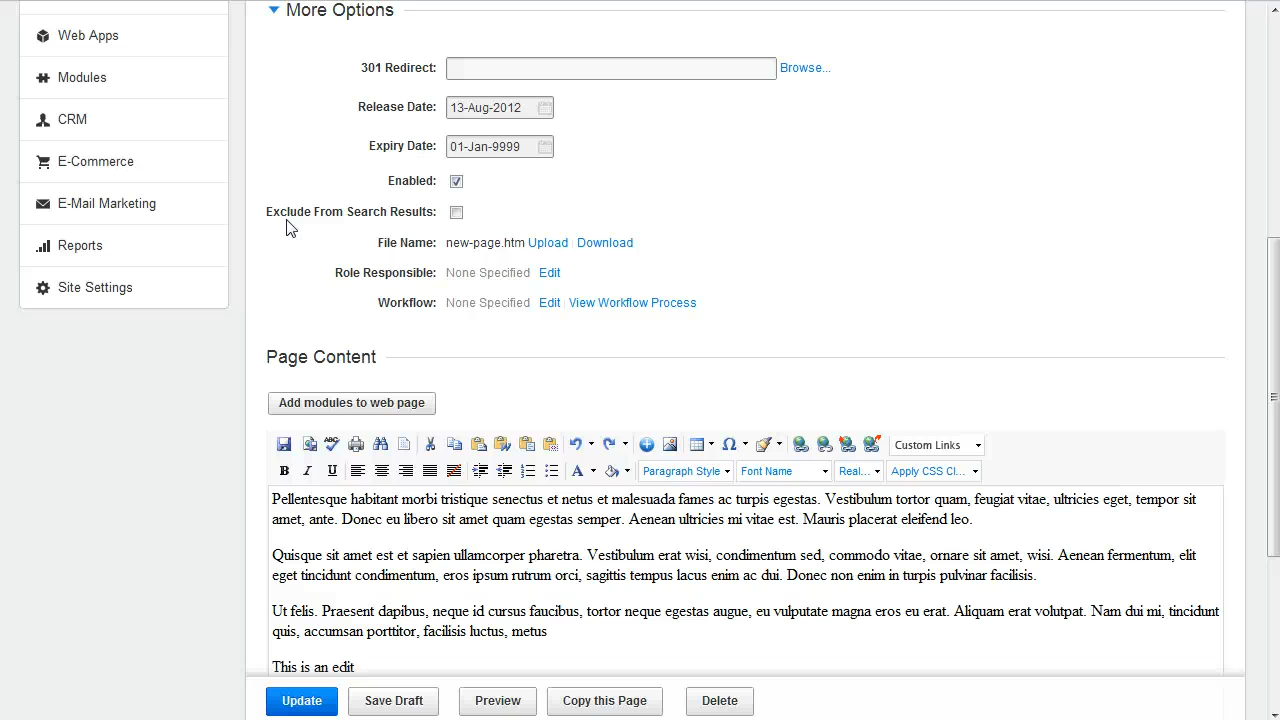 More Options
Web Apps
Modules
CRM
E-Commerce
E-Mail Marketing
Reports
Site Settings
301 Redirect: Browse...
Release Date: 13-Aug-2012
Expiry Date: 01-Jan-9999
Enabled:
Exclude From Search Results:
File Name: new-page.htm Upload | Download
Role Responsible: None Specified Edit
Workflow: None Specified Edit | View Workflow Process
Page Content
Add modules to web page
ABC Custom Links
B I U A Paragraph Style Font Name Real... Apply CSS Cl...
Pellentesque habitant morbi tristique senectus et netus et malesuada fames ac turpis egestas. Vestibulum tortor quam, feugiat vitae, ultricies eget, tempor sit
amet, ante. Donec eu libero sit amet quam egestas semper. Aenean ultricies mi vitae est. Mauris placerat eleifend leo.
Quisque sit amet est et sapien ullamcorper pharetra. Vestibulum erat wisi, condimentum sed, commodo vitae, ornare sit amet, wisi. Aenean fermentum, elit
eget tincidunt condimentum, eros ipsum rutrum orci, sagittis tempus lacus enim ac dui. Donec non enim in turpis pulvinar facilisis.
Ut felis. Praesent dapibus, neque id cursus faucibus, tortor neque egestas augue, eu vulputate magna eros eu erat. Aliquam erat volutpat. Nam dui mi, tincidunt
quis, accumsan porttitor, facilisis luctus, metus
This is an edit
Update Save Draft Preview Copy this Page Delete